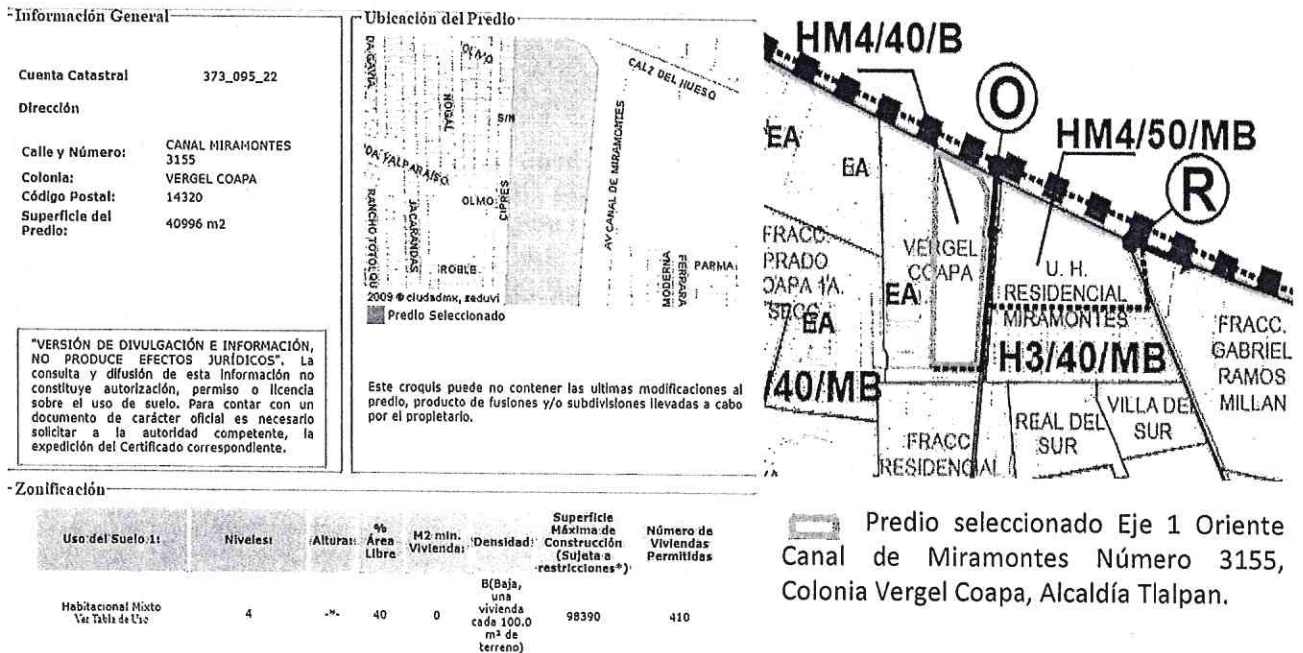 Información General
Cuenta Catastral 373_095_22
Dirección
Calle y Número: CANAL MIRAMONTES 3155
Colonia: VERGEL COAPA
Código Postal: 14320
Superficie del Predio: 40996 m2
"VERSIÓN DE DIVULGACIÓN E INFORMACIÓN,
NO PRODUCE EFECTOS JURÍDICOS". La
consulta y difusión de esta información no
constituye autorización, permiso o licencia
sobre el uso de suelo. Para contar con un
documento de carácter oficial es necesario
solicitar a la autoridad competente, la
expedición del Certificado correspondiente.
Ubicación del Predio
OLIVO
NOGAL
S/N
CALZ DEL HUESO
DA VALPARAISO
OLMO
CIPRES
AV CANAL DE MIRAMONTES
RANCHO TOTOLQU
JACARANDAS
ROBLE
MODERNA
FERRARA
PARMA
2009 © ciudadmx, seduvi
Predio Seleccionado
Este croquis puede no contener las ultimas modificaciones al
predio, producto de fusiones y/o subdivisiones llevadas a cabo
por el propietario.
HM4/40/B
O
HM4/50/MB
R
EA
EA
FRACC.
PRADO
COAPA 1A.
SECC
EA
EA
VERGEL
COAPA
U. H.
RESIDENCIAL
MIRAMONTES
FRACC.
GABRIEL
RAMOS
MILLAN
/40/MB
H3/40/MB
FRACC
RESIDENCIAL
REAL DEL
SUR
VILLA DEL
SUR
Predio seleccionado Eje 1 Oriente
Canal de Miramontes Número 3155,
Colonia Vergel Coapa, Alcaldía Tlalpan.
Zonificación
Uso del Suelo 1: Niveles: Altura: % Área Libre M2 min. Vivienda: Densidad: Superficie Máxima de Construcción (Sujeta a restricciones*) Número de Viviendas Permitidas
Habitacional Mixto Ver Tabla de Uso 4 -*- 40 0 B(Baja, una vivienda cada 100.0 m² de terreno) 98390 410